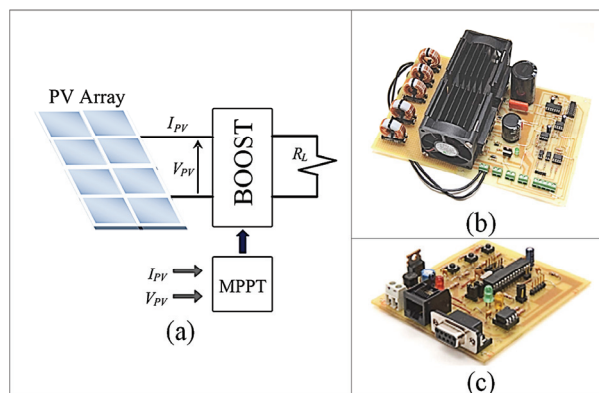 PV Array
I_PV
V_PV
BOOST
R_L
I_PV
V_PV
MPPT
(a)
(b)
(c)